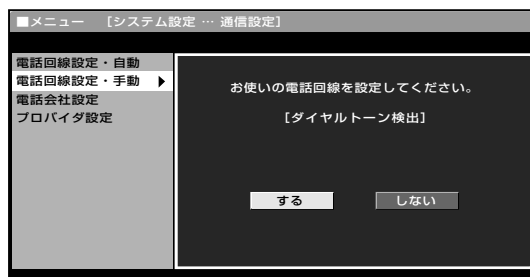 ■メニュー [システム設定 … 通信設定]
電話回線設定・自動
電話回線設定・手動 ▶
電話会社設定
プロバイダ設定
お使いの電話回線を設定してください。
[ダイヤルトーン検出]
する しない